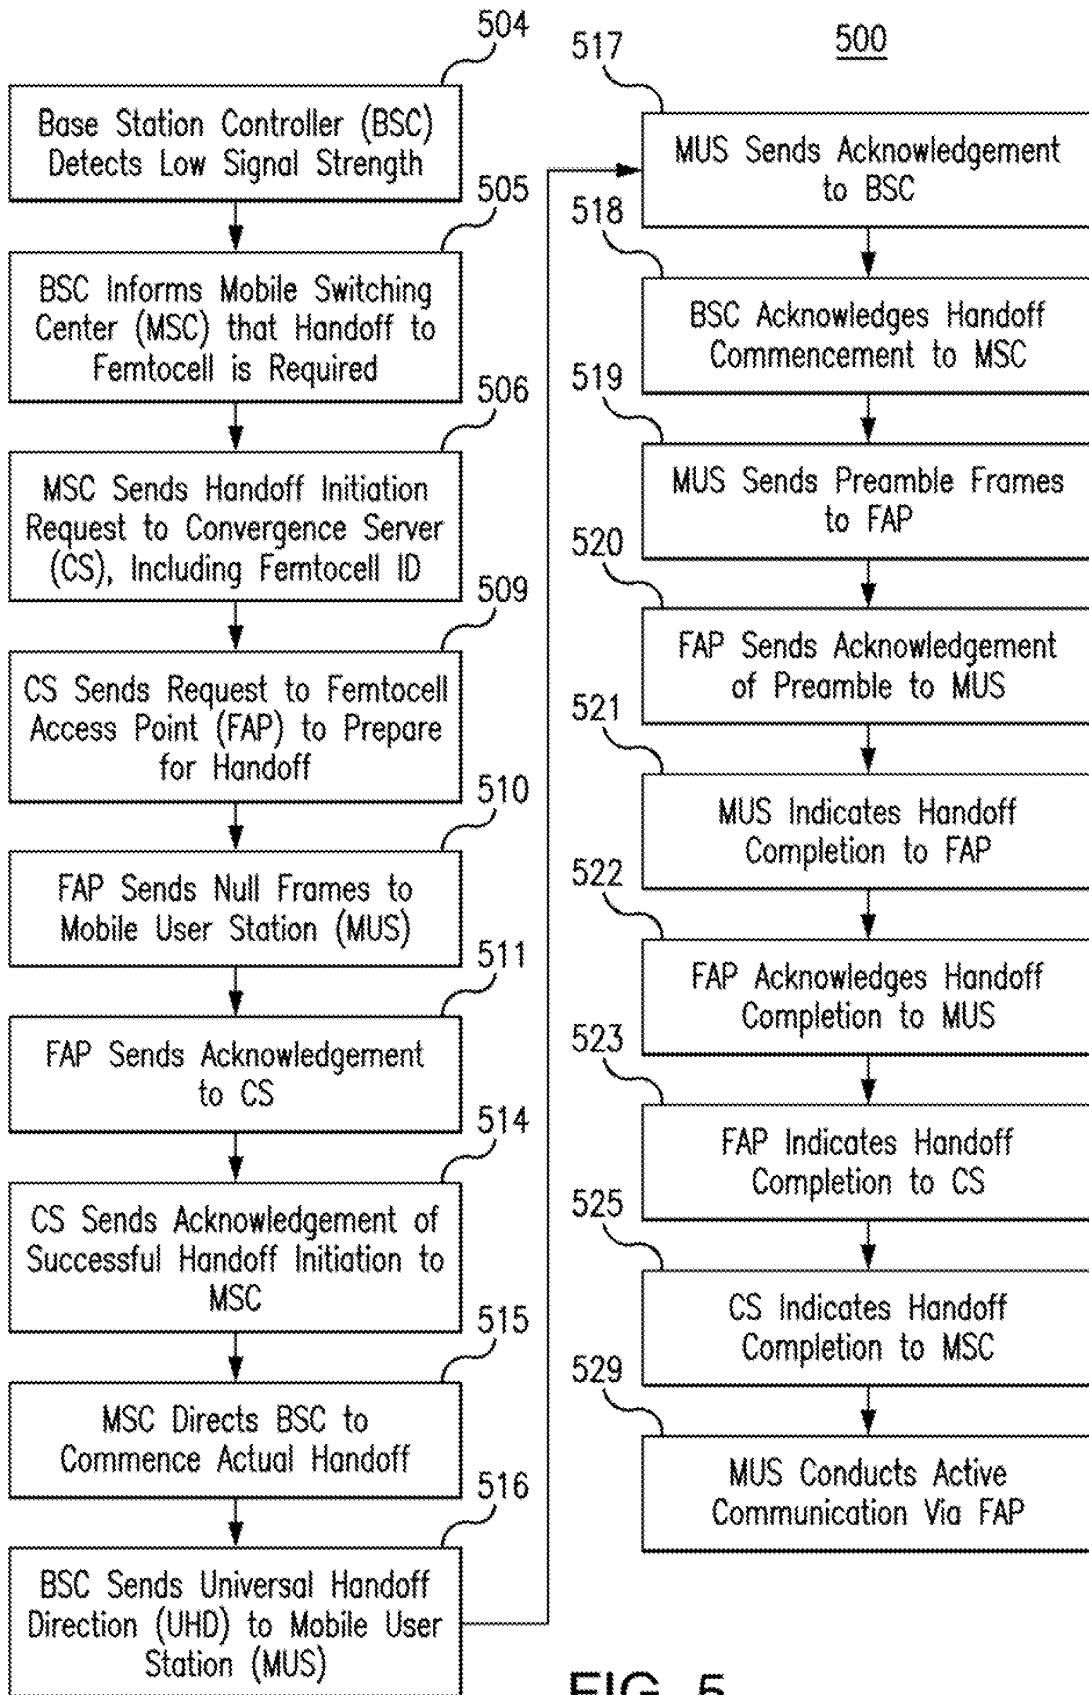 504
Base Station Controller (BSC)
Detects Low Signal Strength
505
BSC Informs Mobile Switching
Center (MSC) that Handoff to
Femtocell is Required
506
MSC Sends Handoff Initiation
Request to Convergence Server
(CS), Including Femtocell ID
509
CS Sends Request to Femtocell
Access Point (FAP) to Prepare
for Handoff
510
FAP Sends Null Frames to
Mobile User Station (MUS)
511
FAP Sends Acknowledgement
to CS
514
CS Sends Acknowledgement of
Successful Handoff Initiation to
MSC
515
MSC Directs BSC to
Commence Actual Handoff
516
BSC Sends Universal Handoff
Direction (UHD) to Mobile User
Station (MUS)
500
517
MUS Sends Acknowledgement
to BSC
518
BSC Acknowledges Handoff
Commencement to MSC
519
MUS Sends Preamble Frames
to FAP
520
FAP Sends Acknowledgement
of Preamble to MUS
521
MUS Indicates Handoff
Completion to FAP
522
FAP Acknowledges Handoff
Completion to MUS
523
FAP Indicates Handoff
Completion to CS
525
CS Indicates Handoff
Completion to MSC
529
MUS Conducts Active
Communication Via FAP
FIG. 5